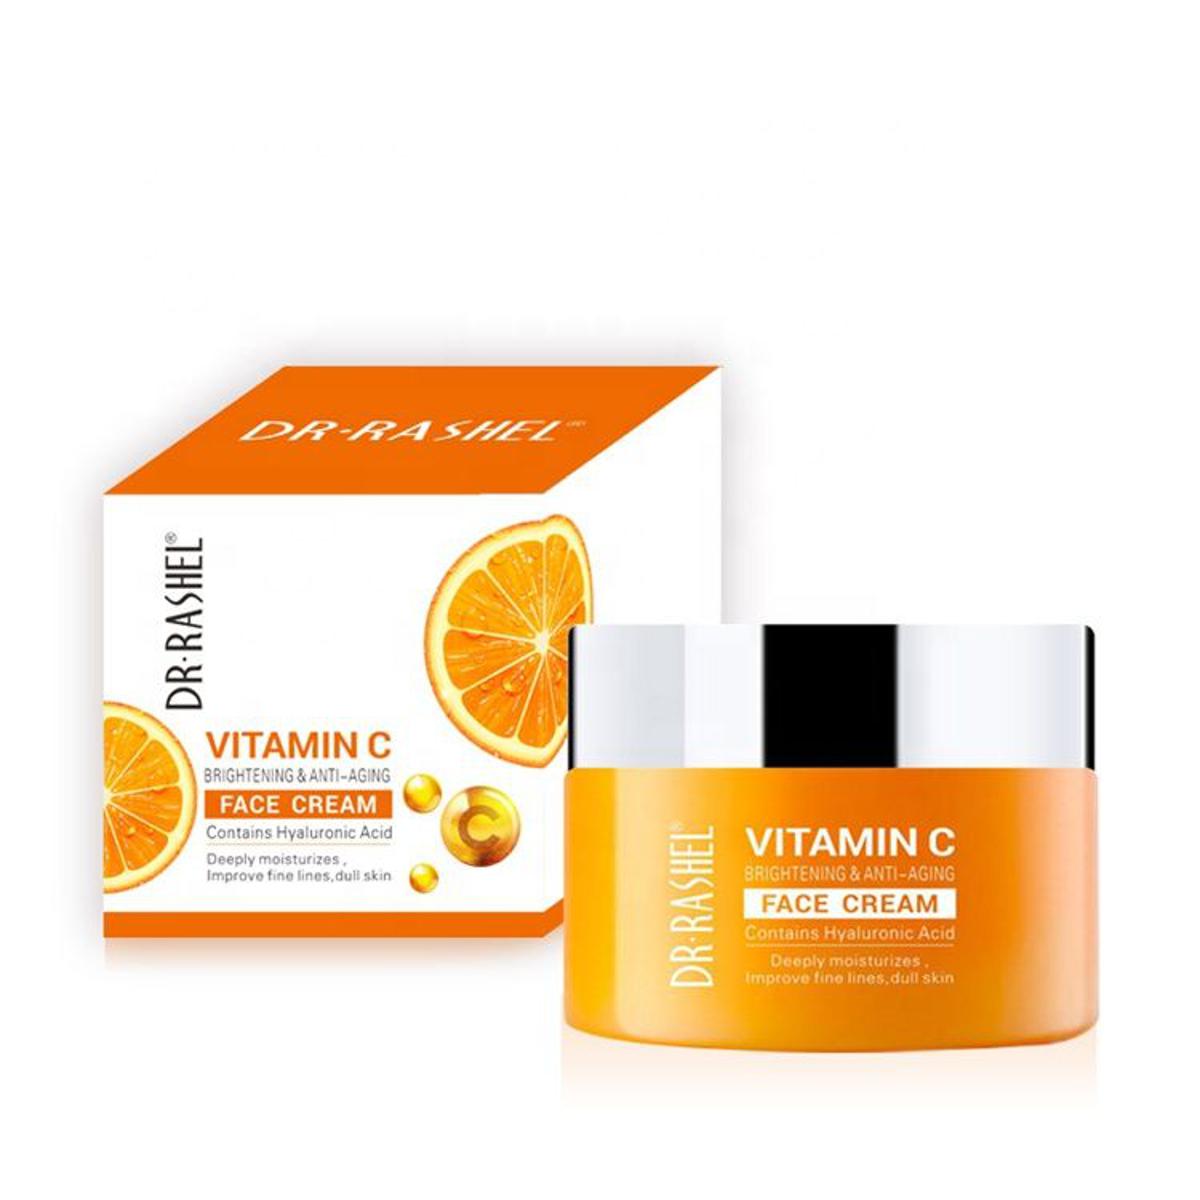 DR·RASHEL
DR·RASHEL®
VITAMIN C
BRIGHTENING & ANTI-AGING
FACE CREAM
Contains Hyaluronic Acid
Deeply moisturizes ,
Improve fine lines,dull skin
C
DR·RASHEL®
VITAMIN C
BRIGHTENING & ANTI-AGING
FACE CREAM
Contains Hyaluronic Acid
Deeply moisturizes ,
Improve fine lines,dull skin